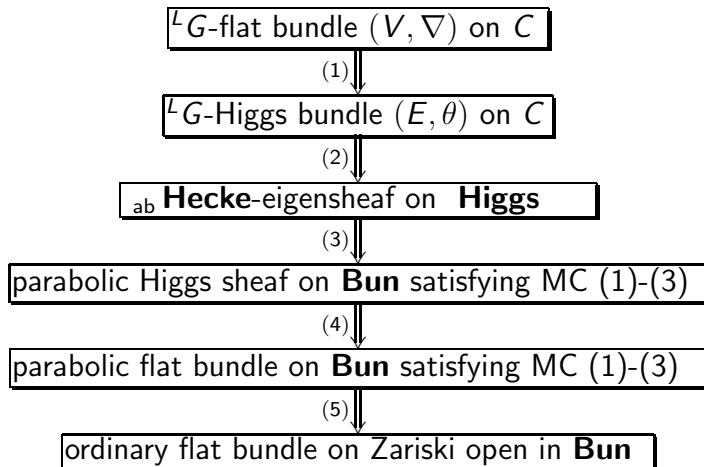 ᴸG-flat bundle (V, ∇) on C
(1)
ᴸG-Higgs bundle (E, θ) on C
(2)
ab Hecke-eigensheaf on Higgs
(3)
parabolic Higgs sheaf on Bun satisfying MC (1)-(3)
(4)
parabolic flat bundle on Bun satisfying MC (1)-(3)
(5)
ordinary flat bundle on Zariski open in Bun